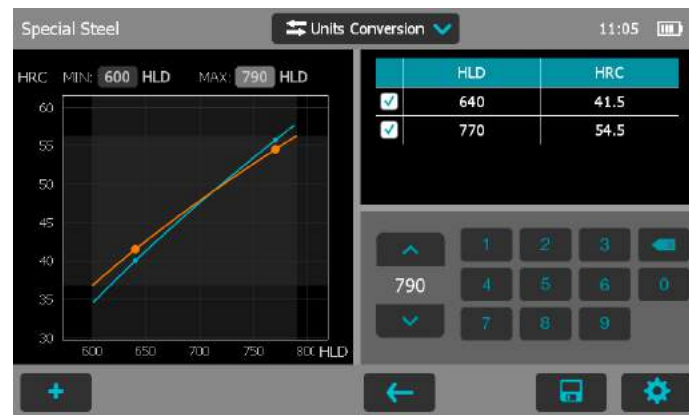 Special Steel
Units Conversion
11:05
HRC MIN: 600 HLD MAX: 790 HLD
60
55
50
45
40
35
30
600 650 700 750 800 HLD
HLD HRC
640 41.5
770 54.5
790
1 2 3
4 5 6 0
7 8 9
+